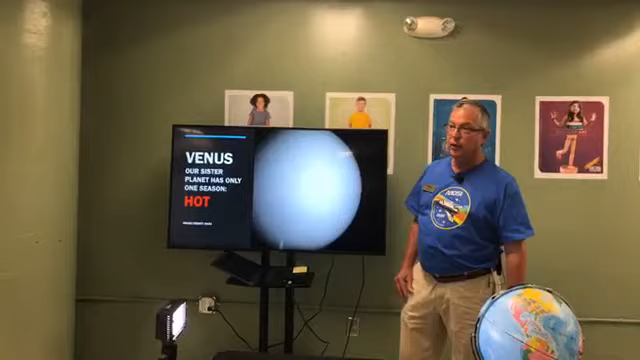 VENUS
OUR SISTER
PLANET HAS ONLY
ONE SEASON:
HOT